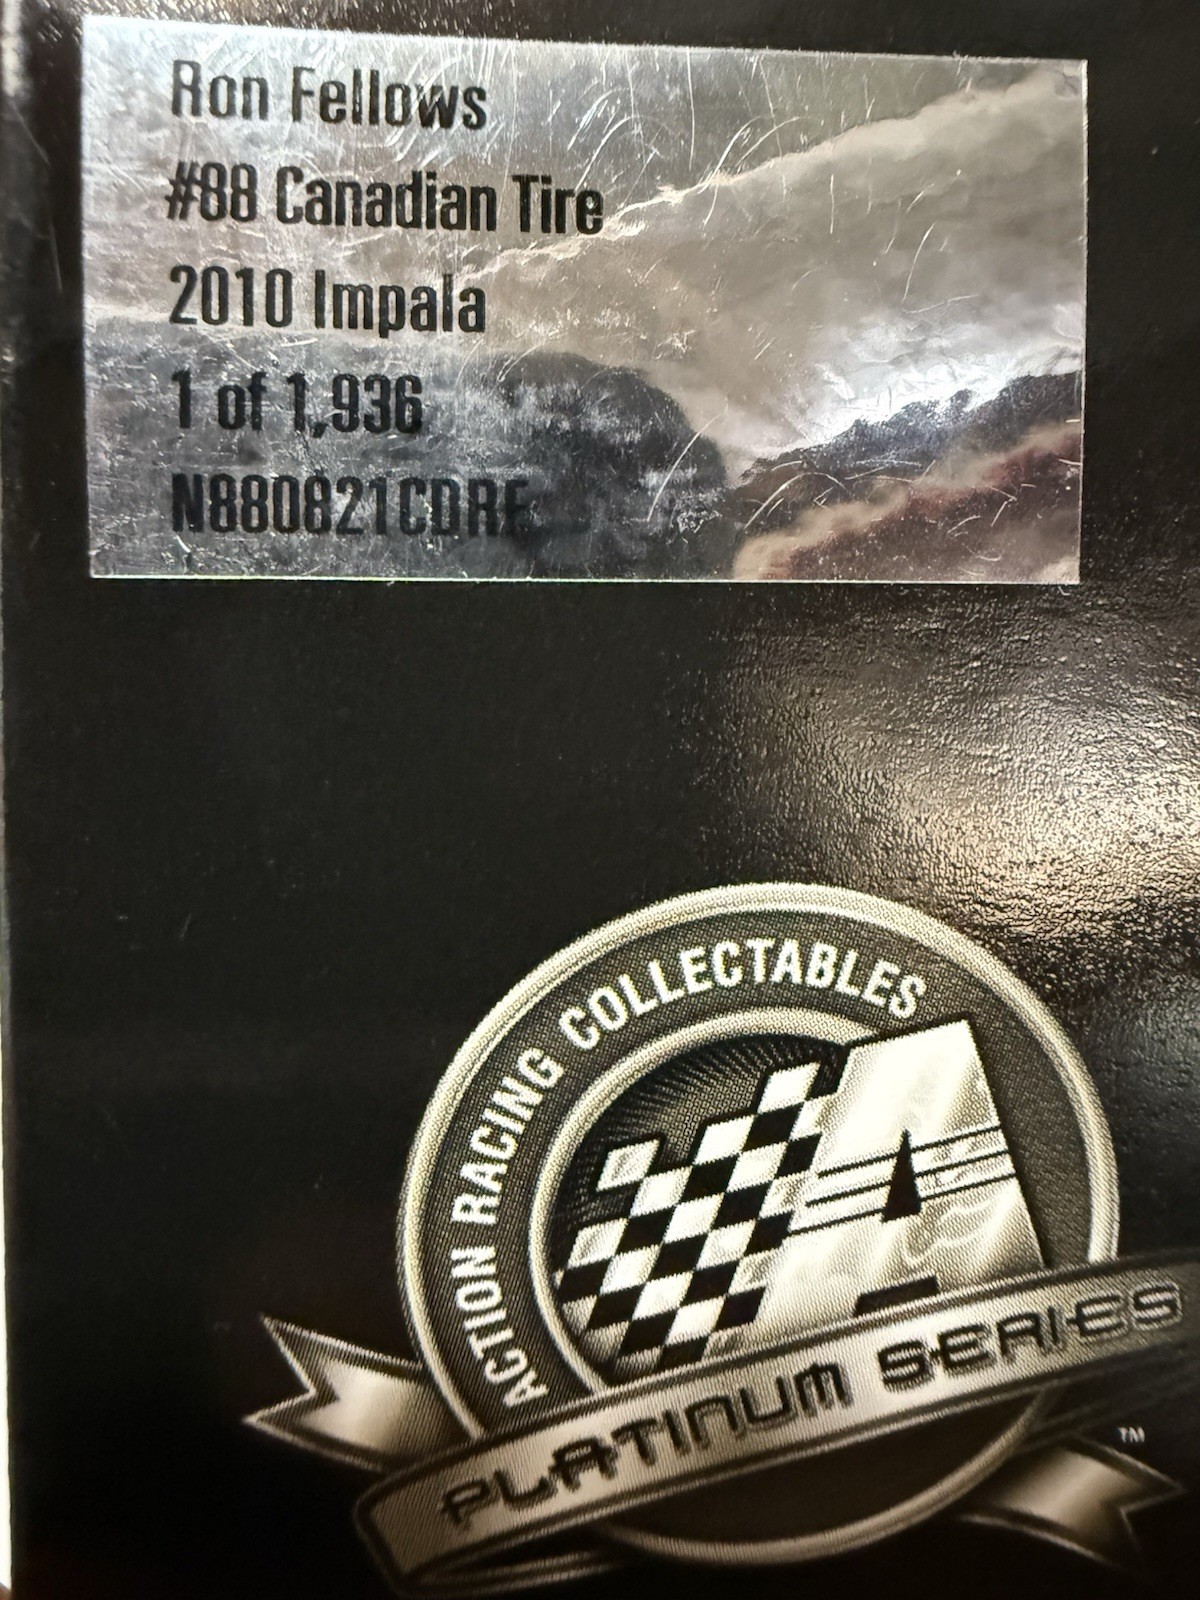 Ron Fellows
#88 Canadian Tire
2010 Impala
1 of 1,936
N880821CDRF
ACTION RACING COLLECTABLES
A
PLATINUM SERIES
TM